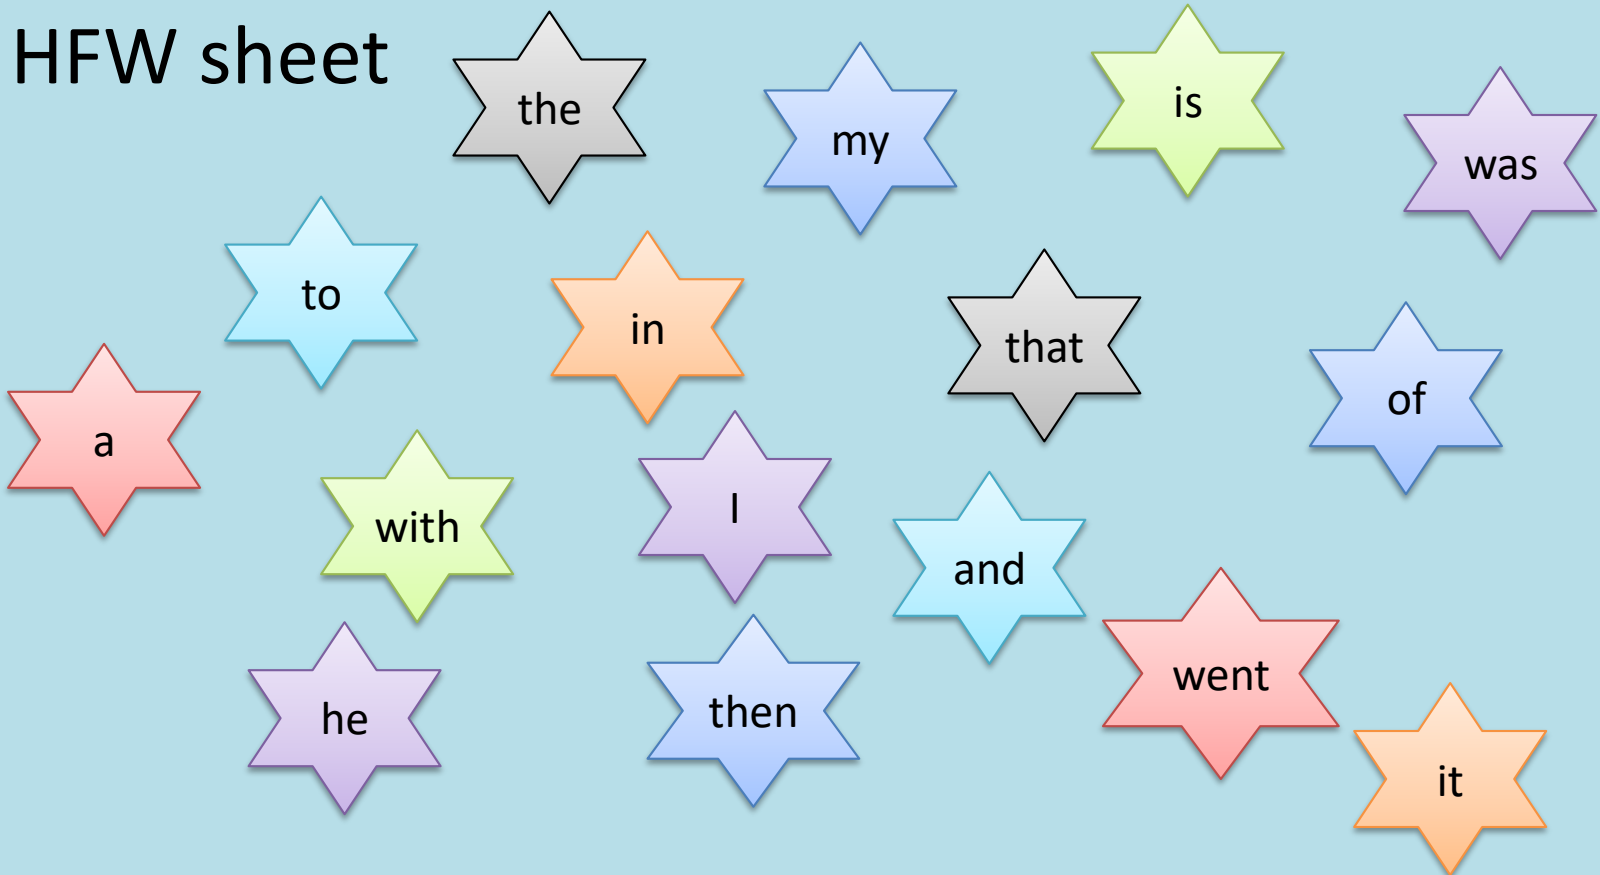 HFW sheet
the
my
is
was
to
in
that
of
a
with
I
and
went
he
then
it